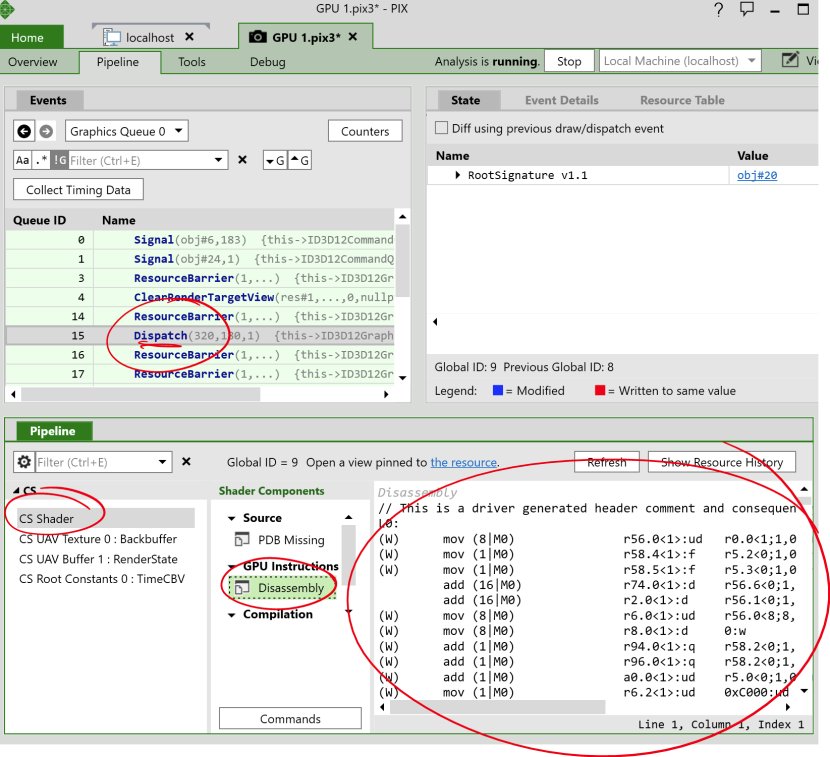 GPU 1.pix3* - PIX
Home localhost GPU 1.pix3*
Overview Pipeline Tools Debug Analysis is running. Stop Local Machine (localhost)
Events
Graphics Queue 0 Counters
Aa .* !G Filter (Ctrl+E) G G
Collect Timing Data
Queue ID Name
0 Signal(obj#6,183) {this->ID3D12Command
1 Signal(obj#24,1) {this->ID3D12CommandQ
3 ResourceBarrier(1,...) {this->ID3D12Gr
4 ClearRenderTargetView(res#1,...,0,nullp
14 ResourceBarrier(1,...) {this->ID3D12Gr
15 Dispatch(320,180,1) {this->ID3D12Graph
16 ResourceBarrier(1,...) {this->ID3D12Gr
17 ResourceBarrier(1,...) {this->ID3D12Gr
State Event Details Resource Table
Diff using previous draw/dispatch event
Name Value
RootSignature v1.1 obj#20
Global ID: 9 Previous Global ID: 8
Legend: = Modified = Written to same value
Pipeline
Filter (Ctrl+E) Global ID = 9 Open a view pinned to the resource. Refresh Show Resource History
CS
CS Shader
CS UAV Texture 0 : Backbuffer
CS UAV Buffer 1 : RenderState
CS Root Constants 0 : TimeCBV
Shader Components
Source
PDB Missing
GPU Instructions
Disassembly
Compilation
Commands
Disassembly
// This is a driver generated header comment and consequen
L0:
(W) mov (8|M0) r56.0<1>:ud r0.0<1;1,0
(W) mov (1|M0) r58.4<1>:f r5.2<0;1,0
(W) mov (1|M0) r58.5<1>:f r5.3<0;1,0
add (16|M0) r74.0<1>:d r56.6<0;1,
add (16|M0) r2.0<1>:d r56.1<0;1,
(W) mov (8|M0) r6.0<1>:ud r56.0<8;8,
(W) mov (8|M0) r8.0<1>:d 0:w
(W) add (1|M0) r94.0<1>:q r58.2<0;1,
(W) add (1|M0) r96.0<1>:q r58.2<0;1,
(W) add (1|M0) a0.0<1>:ud r5.0<0;1,0
(W) mov (1|M0) r6.2<1>:ud 0xC000:ud
Line 1, Column 1, Index 1